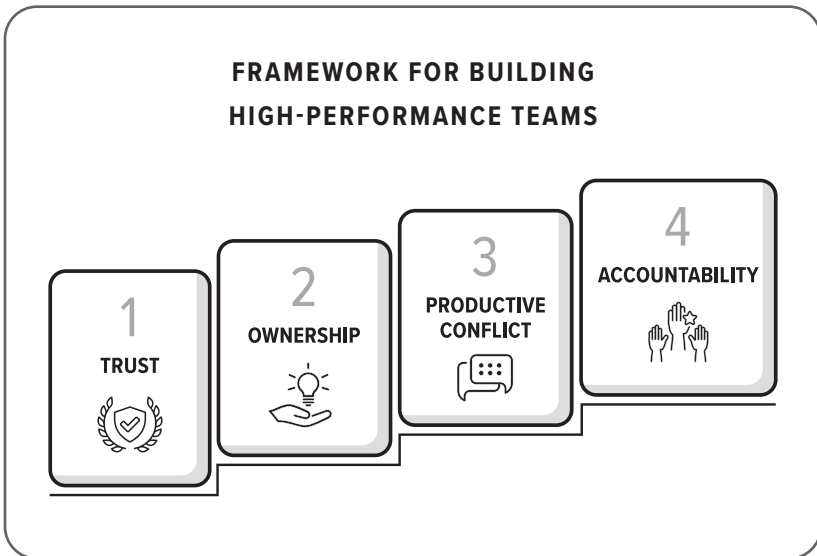 FRAMEWORK FOR BUILDING
HIGH-PERFORMANCE TEAMS
1
TRUST
2
OWNERSHIP
3
PRODUCTIVE
CONFLICT
4
ACCOUNTABILITY